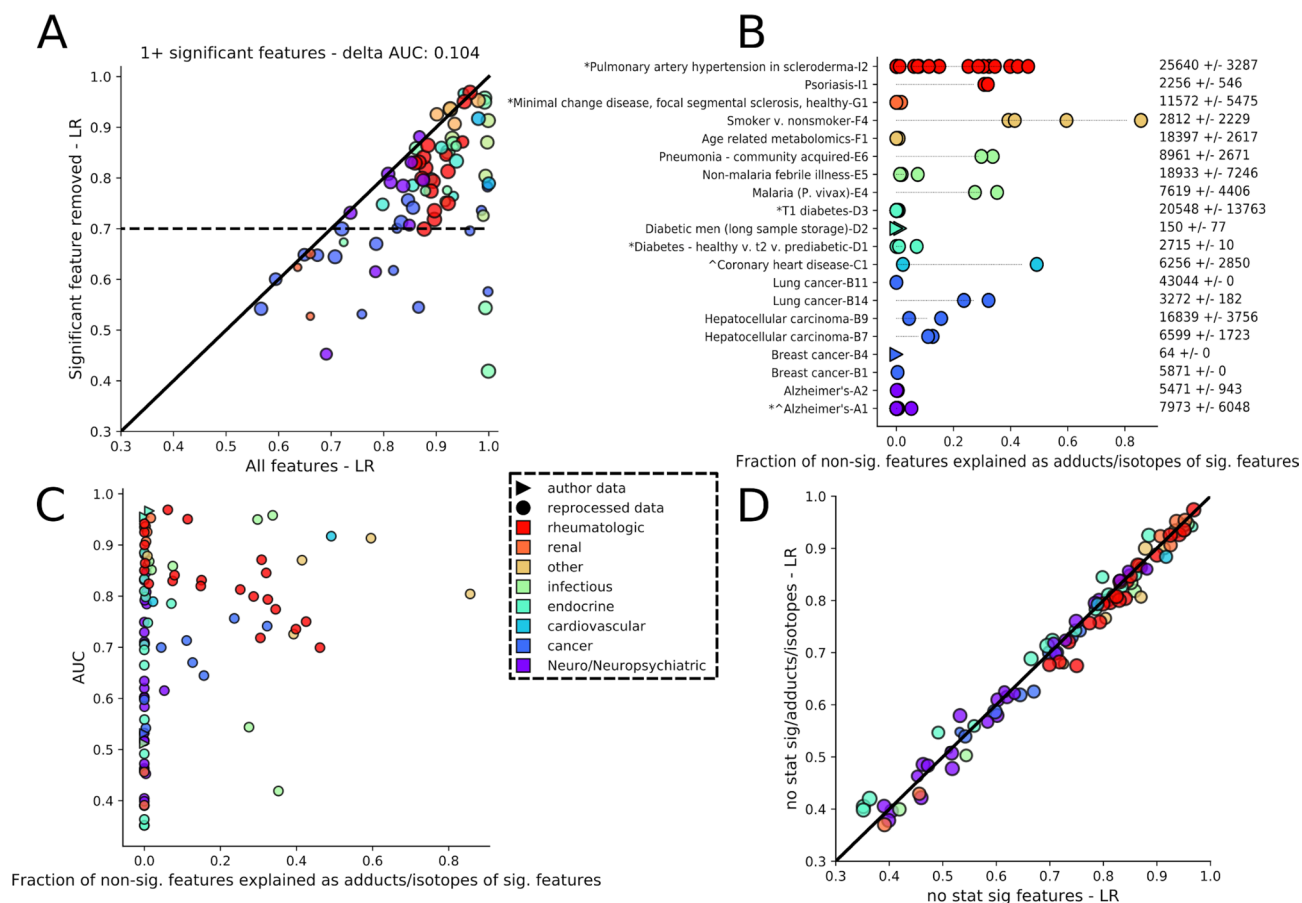 A
1+ significant features - delta AUC: 0.104
Significant feature removed - LR
1.0
0.9
0.8
0.7
0.6
0.5
0.4
0.3
0.3 0.4 0.5 0.6 0.7 0.8 0.9 1.0
All features - LR
B
*Pulmonary artery hypertension in scleroderma-I2 25640 +/- 3287
Psoriasis-I1 2256 +/- 546
*Minimal change disease, focal segmental sclerosis, healthy-G1 11572 +/- 5475
Smoker v. nonsmoker-F4 2812 +/- 2229
Age related metabolomics-F1 18397 +/- 2617
Pneumonia - community acquired-E6 8961 +/- 2671
Non-malaria febrile illness-E5 18933 +/- 7246
Malaria (P. vivax)-E4 7619 +/- 4406
*T1 diabetes-D3 20548 +/- 13763
Diabetic men (long sample storage)-D2 150 +/- 77
*Diabetes - healthy v. t2 v. prediabetic-D1 2715 +/- 10
^Coronary heart disease-C1 6256 +/- 2850
Lung cancer-B11 43044 +/- 0
Lung cancer-B14 3272 +/- 182
Hepatocellular carcinoma-B9 16839 +/- 3756
Hepatocellular carcinoma-B7 6599 +/- 1723
Breast cancer-B4 64 +/- 0
Breast cancer-B1 5871 +/- 0
Alzheimer's-A2 5471 +/- 943
*^Alzheimer's-A1 7973 +/- 6048
0.0 0.2 0.4 0.6 0.8
Fraction of non-sig. features explained as adducts/isotopes of sig. features
C
AUC
1.0
0.9
0.8
0.7
0.6
0.5
0.4
0.0 0.2 0.4 0.6 0.8
Fraction of non-sig. features explained as adducts/isotopes of sig. features
author data
reprocessed data
rheumatologic
renal
other
infectious
endocrine
cardiovascular
cancer
Neuro/Neuropsychiatric
D
no stat sig/adducts/isotopes - LR
1.0
0.9
0.8
0.7
0.6
0.5
0.4
0.3
0.3 0.4 0.5 0.6 0.7 0.8 0.9 1.0
no stat sig features - LR